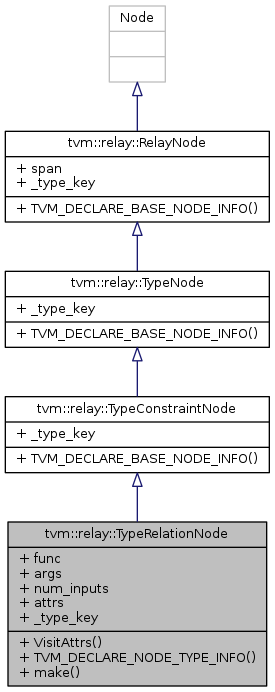 Node
tvm::relay::RelayNode
+ span
+ _type_key
+ TVM_DECLARE_BASE_NODE_INFO()
tvm::relay::TypeNode
+ _type_key
+ TVM_DECLARE_BASE_NODE_INFO()
tvm::relay::TypeConstraintNode
+ _type_key
+ TVM_DECLARE_BASE_NODE_INFO()
tvm::relay::TypeRelationNode
+ func
+ args
+ num_inputs
+ attrs
+ _type_key
+ VisitAttrs()
+ TVM_DECLARE_NODE_TYPE_INFO()
+ make()